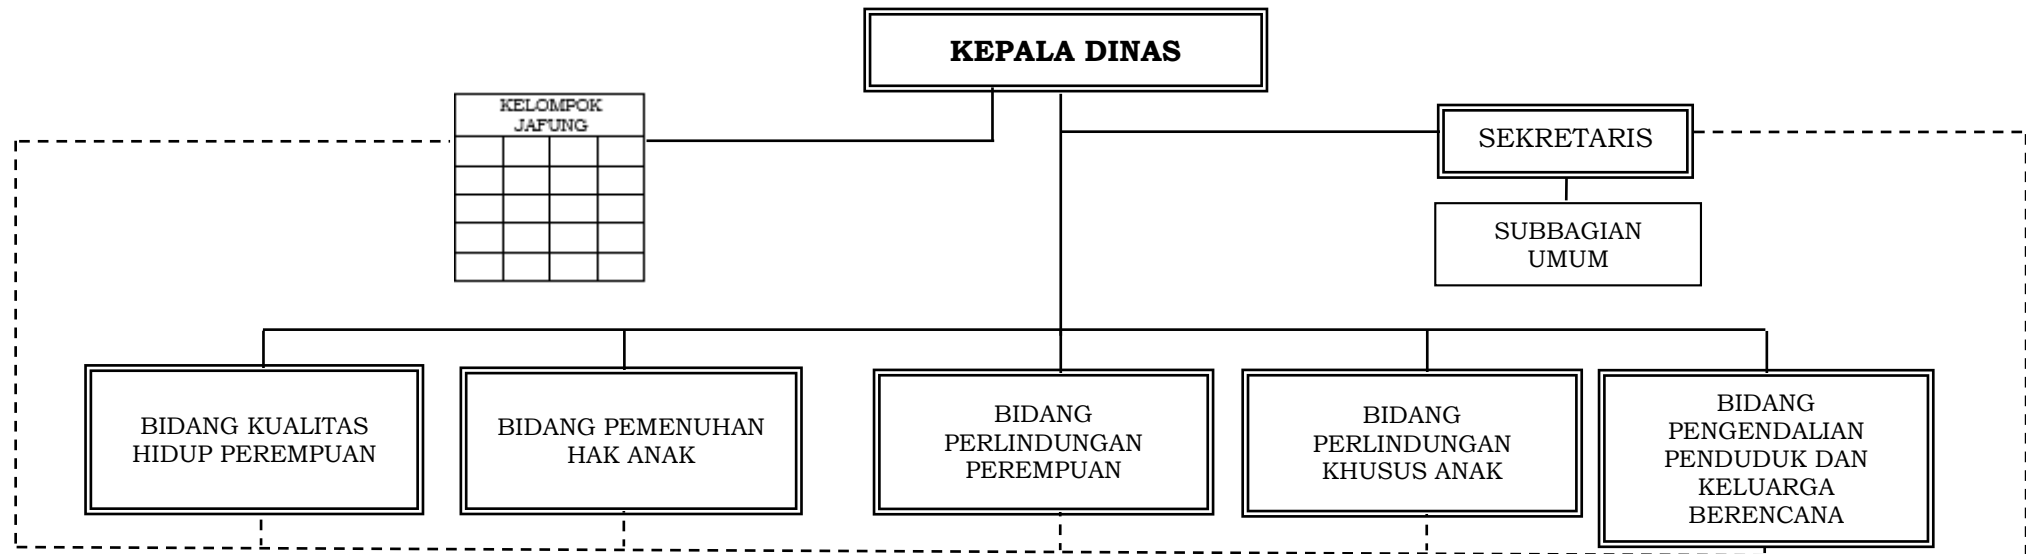 KEPALA DINAS
KELOMPOK
JAFUNG
SEKRETARIS
SUBBAGIAN
UMUM
BIDANG KUALITAS
HIDUP PEREMPUAN
BIDANG PEMENUHAN
HAK ANAK
BIDANG
PERLINDUNGAN
PEREMPUAN
BIDANG
PERLINDUNGAN
KHUSUS ANAK
BIDANG
PENGENDALIAN
PENDUDUK DAN
KELUARGA
BERENCANA